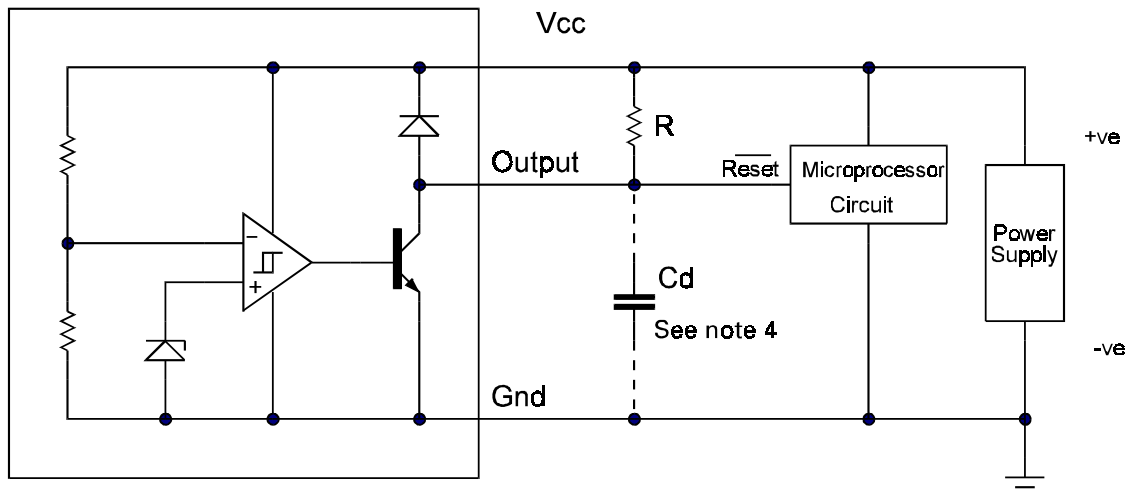 Vcc
R
+ve
Output
Reset
Microprocessor
Circuit
Power
Supply
−
+
Cd
See note 4
-ve
Gnd